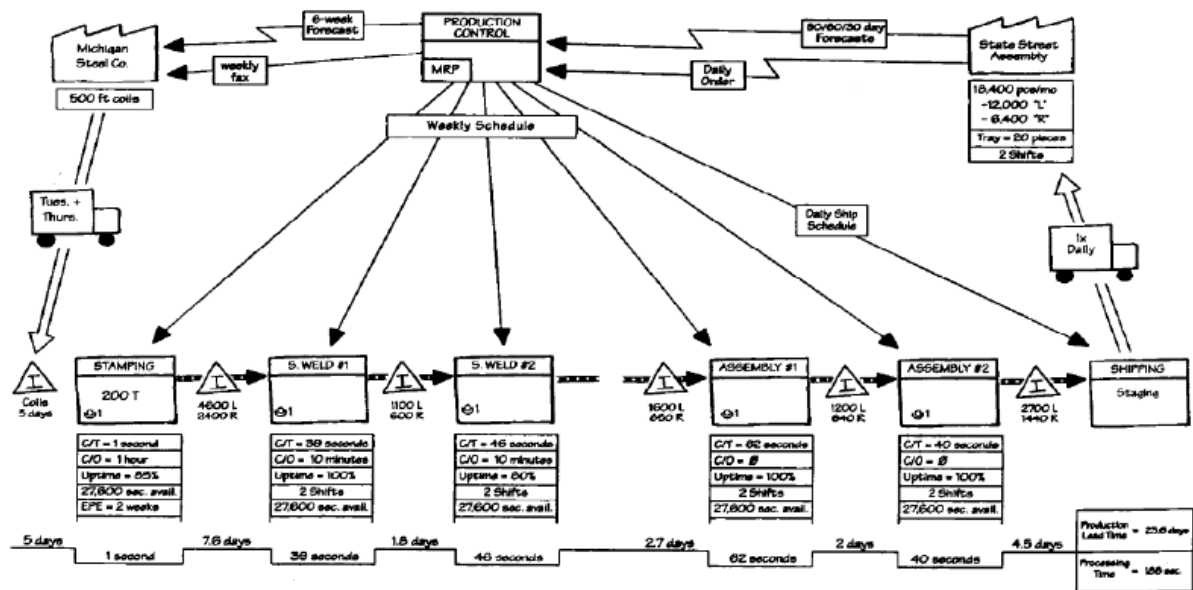 Michigan
Steel Co.
500 ft coils
6-week
Forecast
weekly
fax
PRODUCTION
CONTROL
MRP
Weekly Schedule
90/60/30 day
Forecasts
Daily
Order
State Street
Assembly
18,400 pcs/mo
-12,000 "L"
- 6,400 "R"
Tray = 20 pieces
2 Shifts
Tues. +
Thurs.
Daily Ship
Schedule
1x
Daily
I
Coils
5 days
STAMPING
200 T
1
C/T = 1 second
C/O = 1 hour
Uptime = 85%
27,600 sec. avail.
EPE = 2 weeks
I
4600 L
2400 R
S. WELD #1
1
C/T = 39 seconds
C/O = 10 minutes
Uptime = 100%
2 Shifts
27,600 sec. avail.
I
1100 L
600 R
S. WELD #2
1
C/T = 46 seconds
C/O = 10 minutes
Uptime = 80%
2 Shifts
27,600 sec. avail.
I
1600 L
850 R
ASSEMBLY #1
1
C/T = 62 seconds
C/O = Ø
Uptime = 100%
2 Shifts
27,600 sec. avail.
I
1200 L
640 R
ASSEMBLY #2
1
C/T = 40 seconds
C/O = Ø
Uptime = 100%
2 Shifts
27,600 sec. avail.
I
2700 L
1440 R
SHIPPING
Staging
5 days
1 second
7.6 days
39 seconds
1.8 days
46 seconds
2.7 days
62 seconds
2 days
40 seconds
4.5 days
Production
Lead Time = 23.6 days
Processing
Time = 188 sec.